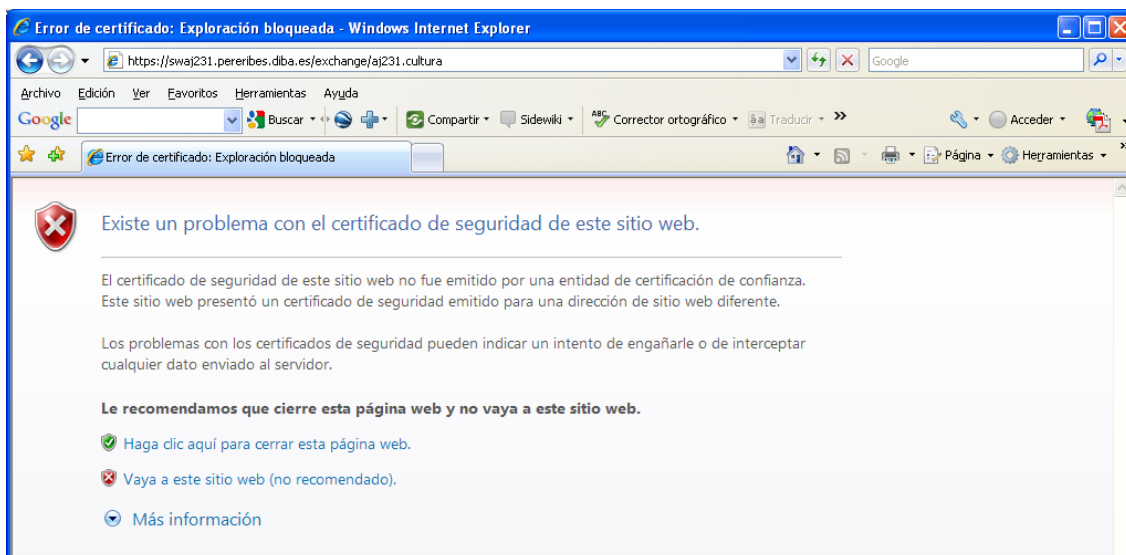 Error de certificado: Exploración bloqueada - Windows Internet Explorer
https://swaj231.pereribes.diba.es/exchange/aj231.cultura
Google
Archivo Edición Ver Favoritos Herramientas Ayuda
Google Buscar Compartir Sidewiki ABC Corrector ortográfico Traducir Acceder
Error de certificado: Exploración bloqueada Página Herramientas
Existe un problema con el certificado de seguridad de este sitio web.
El certificado de seguridad de este sitio web no fue emitido por una entidad de certificación de confianza.
Este sitio web presentó un certificado de seguridad emitido para una dirección de sitio web diferente.
Los problemas con los certificados de seguridad pueden indicar un intento de engañarle o de interceptar
cualquier dato enviado al servidor.
Le recomendamos que cierre esta página web y no vaya a este sitio web.
Haga clic aquí para cerrar esta página web.
Vaya a este sitio web (no recomendado).
Más información